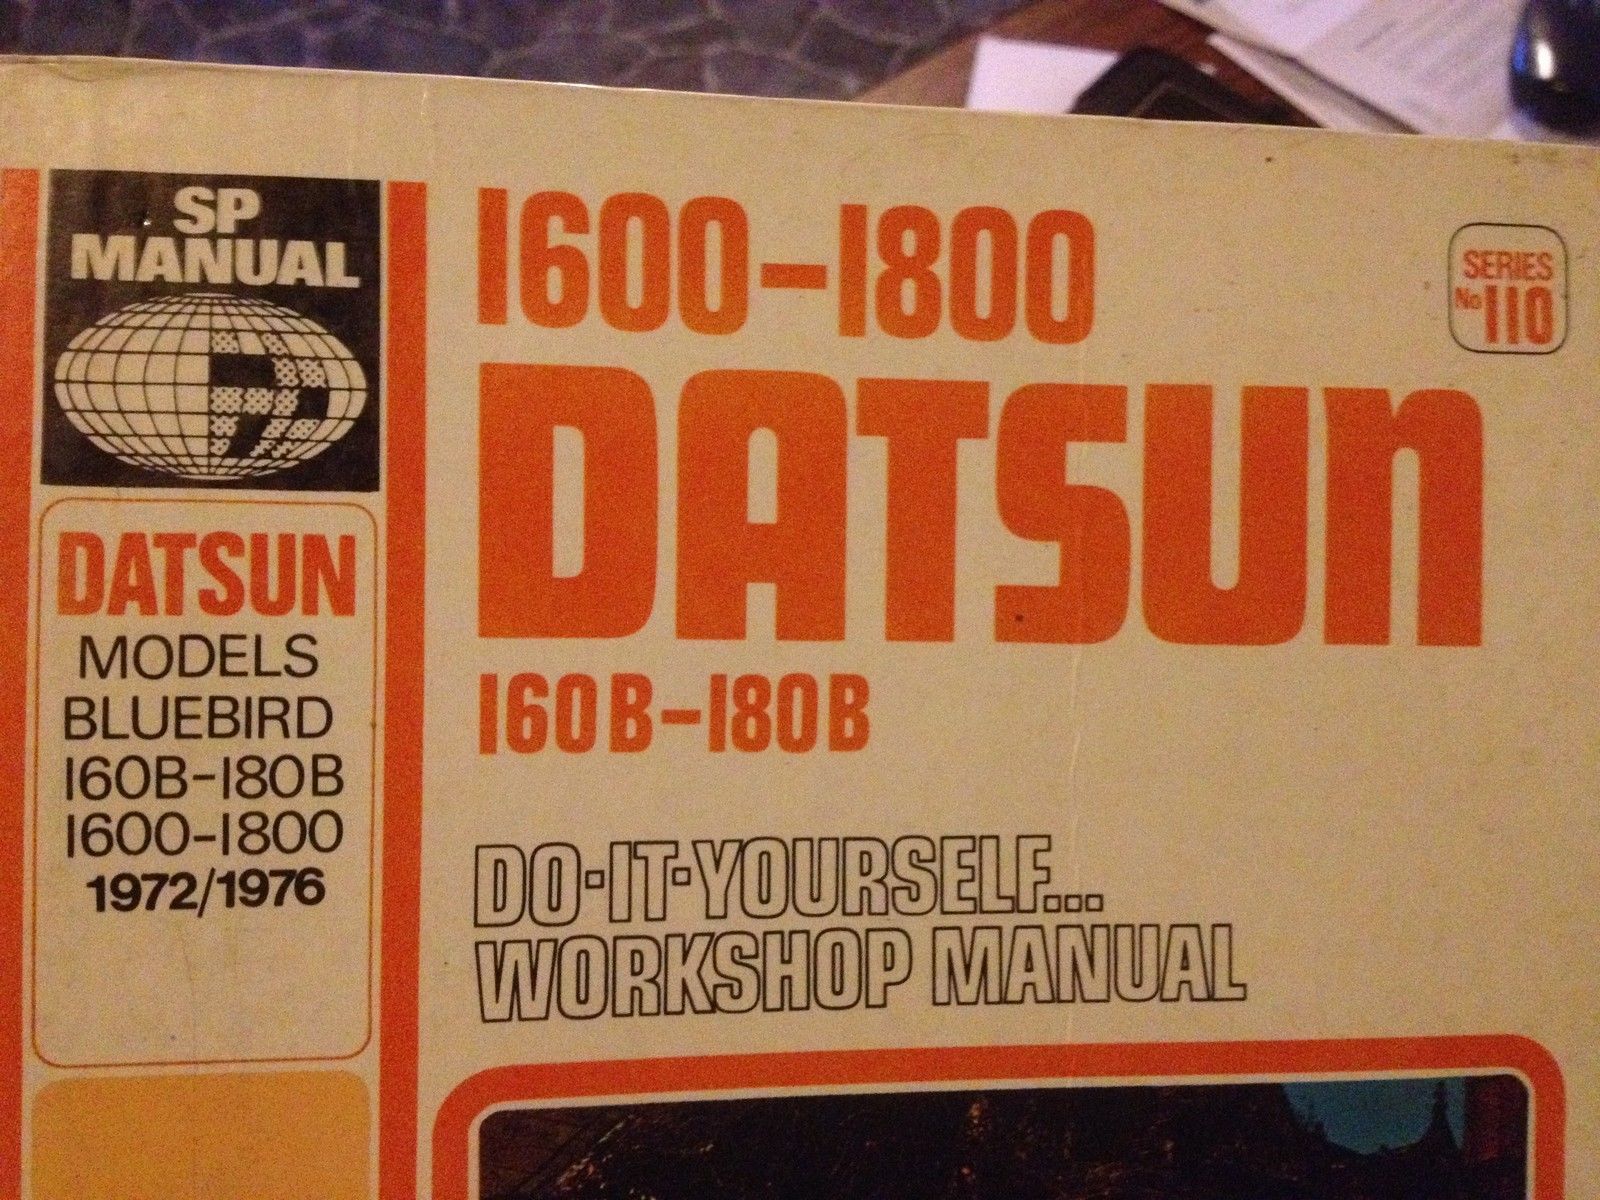 SP
MANUAL
DATSUN
MODELS
BLUEBIRD
160B-180B
1600-1800
1972/1976
1600-1800
DATSUN
160B-180B
SERIES
No 110
DO·IT·YOURSELF...
WORKSHOP MANUAL